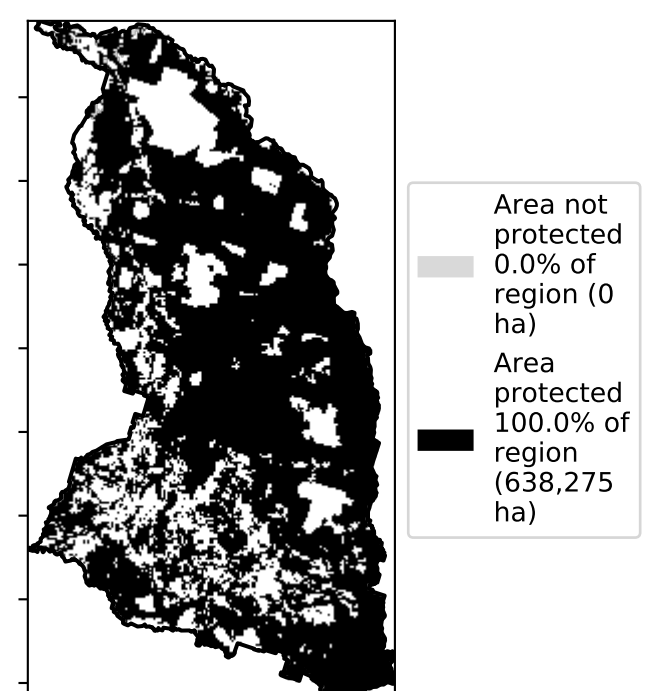 Area not
protected
0.0% of
region (0
ha)
Area
protected
100.0% of
region
(638,275
ha)